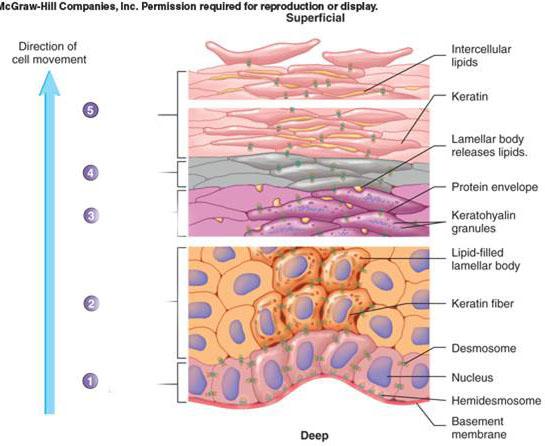 McGraw-Hill Companies, Inc. Permission required for reproduction or display.
Superficial
Direction of
cell movement
Intercellular
lipids
5
Keratin
Lamellar body
releases lipids.
4
Protein envelope
3
Keratohyalin
granules
Lipid-filled
lamellar body
2
Keratin fiber
Desmosome
1
Nucleus
Hemidesmosome
Basement
membrane
Deep